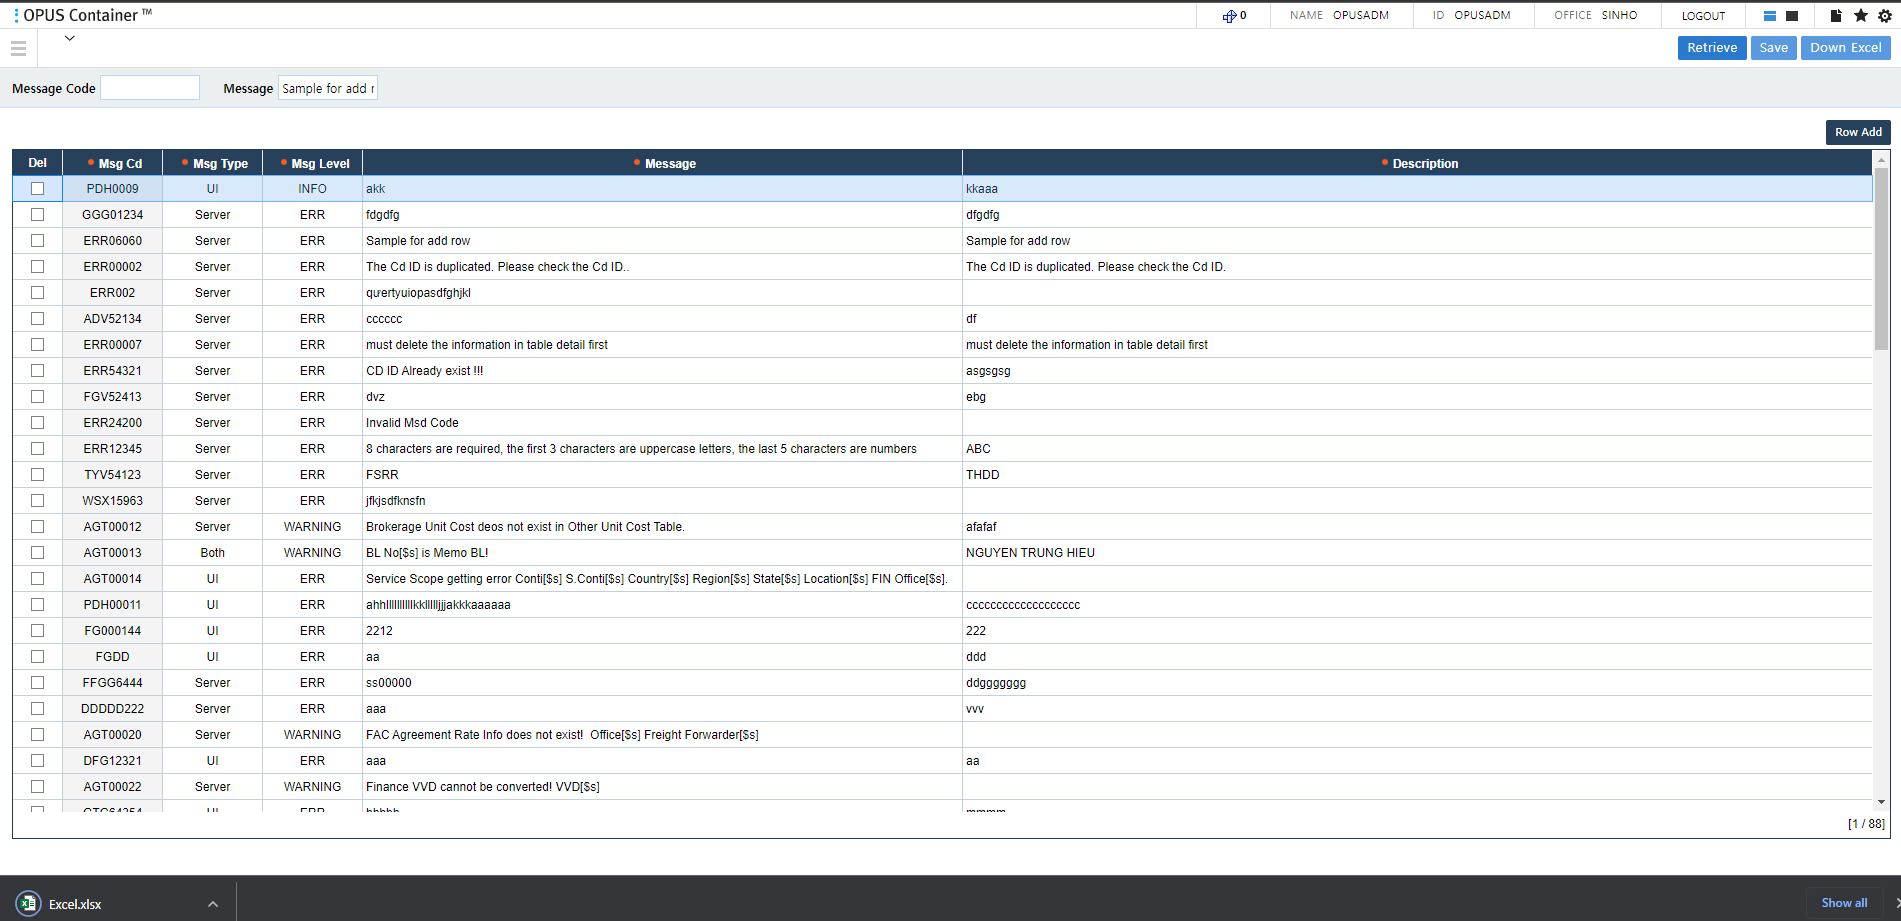 OPUS Container ™
0
NAME OPUSADM
ID OPUSADM
OFFICE SINHO
LOGOUT
Retrieve
Save
Down Excel
Message Code
Message Sample for add r
Row Add
Del * Msg Cd * Msg Type * Msg Level * Message * Description
PDH0009 UI INFO akk kkaaa
GGG01234 Server ERR fdgdfg dfgdfg
ERR06060 Server ERR Sample for add row Sample for add row
ERR00002 Server ERR The Cd ID is duplicated. Please check the Cd ID.. The Cd ID is duplicated. Please check the Cd ID.
ERR002 Server ERR qưertyuiopasdfghjkl
ADV52134 Server ERR cccccc df
ERR00007 Server ERR must delete the information in table detail first must delete the information in table detail first
ERR54321 Server ERR CD ID Already exist !!! asgsgsg
FGV52413 Server ERR dvz ebg
ERR24200 Server ERR Invalid Msd Code
ERR12345 Server ERR 8 characters are required, the first 3 characters are uppercase letters, the last 5 characters are numbers ABC
TYV54123 Server ERR FSRR THDD
WSX15963 Server ERR jfkjsdfknsfn
AGT00012 Server WARNING Brokerage Unit Cost deos not exist in Other Unit Cost Table. afafaf
AGT00013 Both WARNING BL No[$s] is Memo BL! NGUYEN TRUNG HIEU
AGT00014 UI ERR Service Scope getting error Conti[$s] S.Conti[$s] Country[$s] Region[$s] State[$s] Location[$s] FIN Office[$s].
PDH00011 UI ERR
FG000144 UI ERR 2212 222
FGDD UI ERR aa ddd
FFGG6444 Server ERR ss00000 ddggggggg
DDDDD222 Server ERR aaa vvv
AGT00020 Server WARNING FAC Agreement Rate Info does not exist! Office[$s] Freight Forwarder[$s]
DFG12321 UI ERR aaa aa
AGT00022 Server WARNING Finance VVD cannot be converted! VVD[$s]
UI ERR
[1 / 88]
Excel.xlsx
Show all